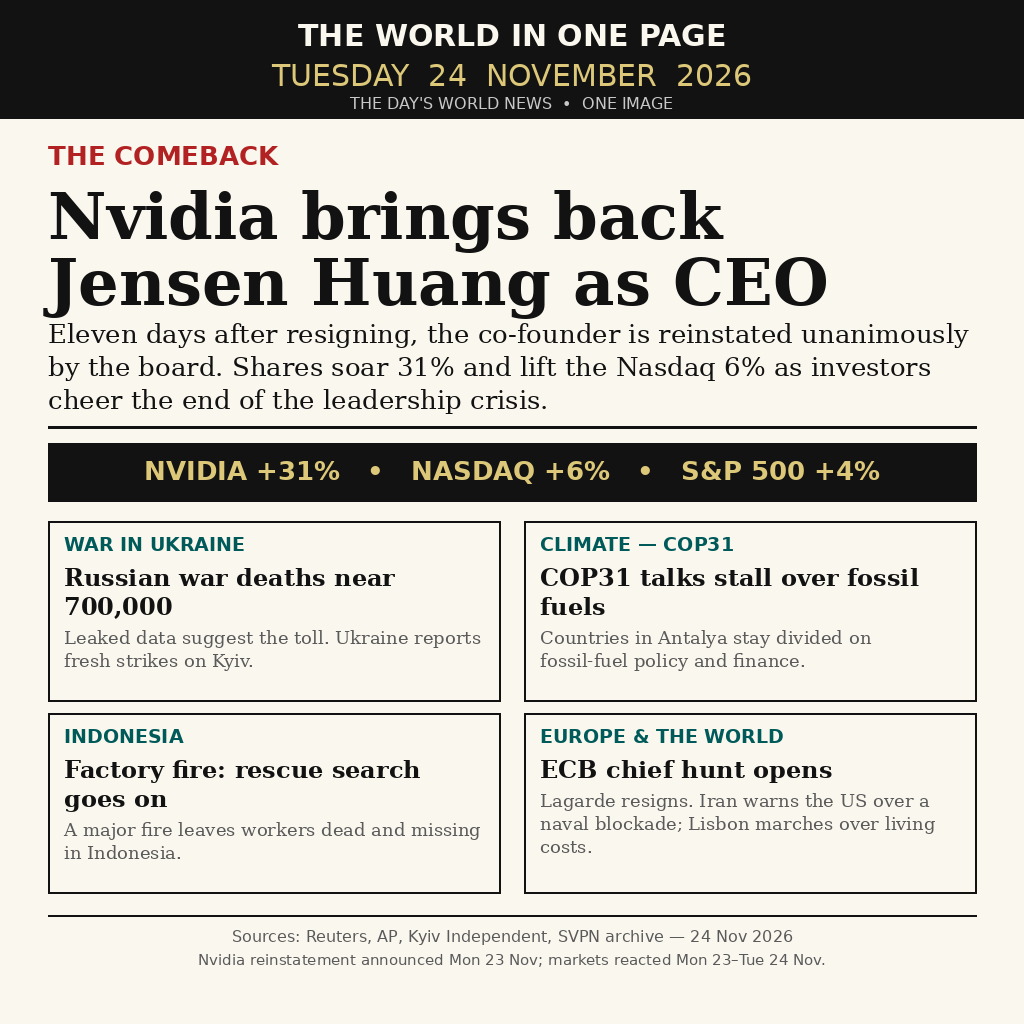 THE WORLD IN ONE PAGE
TUESDAY 24 NOVEMBER 2026
THE DAY'S WORLD NEWS • ONE IMAGE
THE COMEBACK
Nvidia brings back
Jensen Huang as CEO
Eleven days after resigning, the co-founder is reinstated unanimously
by the board. Shares soar 31% and lift the Nasdaq 6% as investors
cheer the end of the leadership crisis.
NVIDIA +31% • NASDAQ +6% • S&P 500 +4%
WAR IN UKRAINE
Russian war deaths near
700,000
Leaked data suggest the toll. Ukraine reports
fresh strikes on Kyiv.
CLIMATE — COP31
COP31 talks stall over fossil
fuels
Countries in Antalya stay divided on
fossil-fuel policy and finance.
INDONESIA
Factory fire: rescue search
goes on
A major fire leaves workers dead and missing
in Indonesia.
EUROPE & THE WORLD
ECB chief hunt opens
Lagarde resigns. Iran warns the US over a
naval blockade; Lisbon marches over living
costs.
Sources: Reuters, AP, Kyiv Independent, SVPN archive — 24 Nov 2026
Nvidia reinstatement announced Mon 23 Nov; markets reacted Mon 23–Tue 24 Nov.